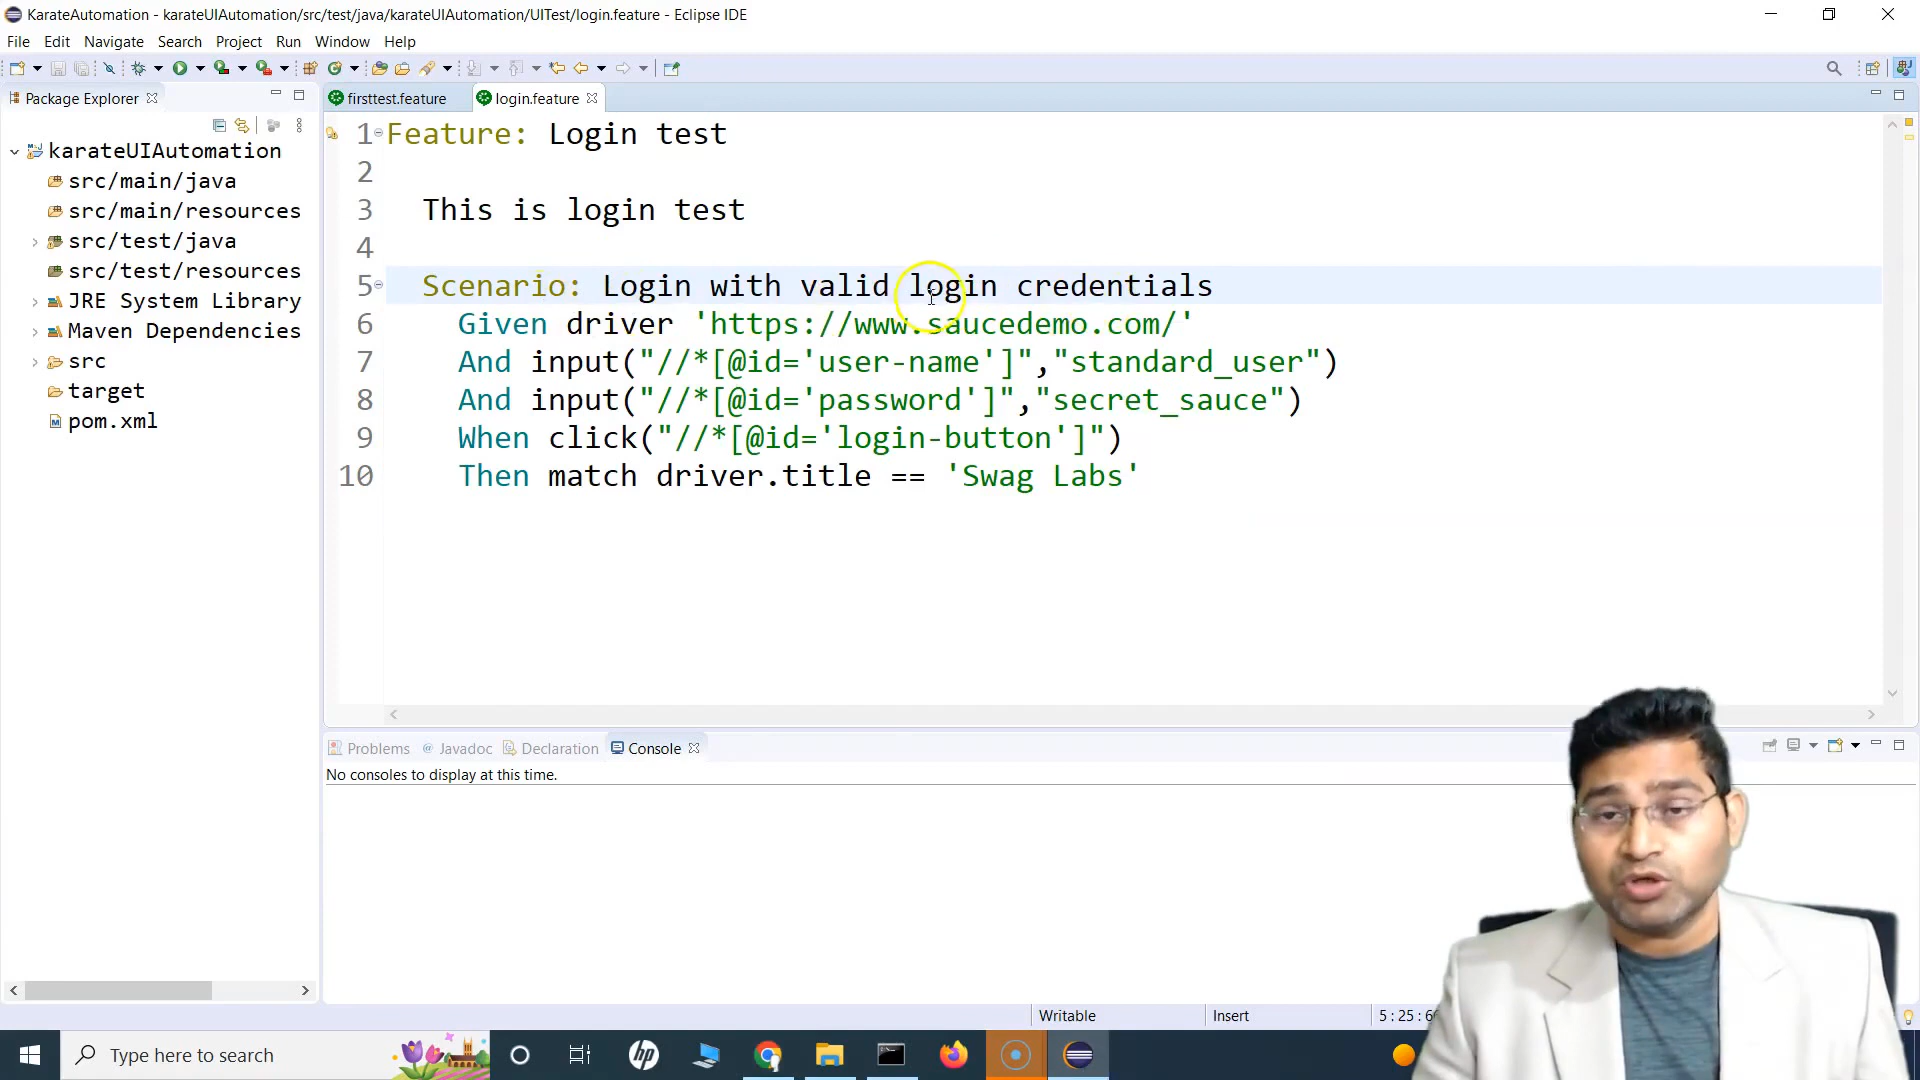 KarateAutomation - karateUIAutomation/src/test/java/karateUIAutomation/UITest/login.feature - Eclipse IDE
File Edit Navigate Search Project Run Window Help
Package Explorer
firsttest.feature login.feature
karateUIAutomation
src/main/java
src/main/resources
src/test/java
src/test/resources
JRE System Library
Maven Dependencies
src
target
pom.xml
1 Feature: Login test
2
3 This is login test
4
5 Scenario: Login with valid login credentials
6 Given driver 'https://www.saucedemo.com/'
7 And input("//*[@id='user-name']","standard_user")
8 And input("//*[@id='password']","secret_sauce")
9 When click("//*[@id='login-button']")
10 Then match driver.title == 'Swag Labs'
Problems Javadoc Declaration Console
No consoles to display at this time.
Writable Insert 5 : 25 :
Type here to search
hp